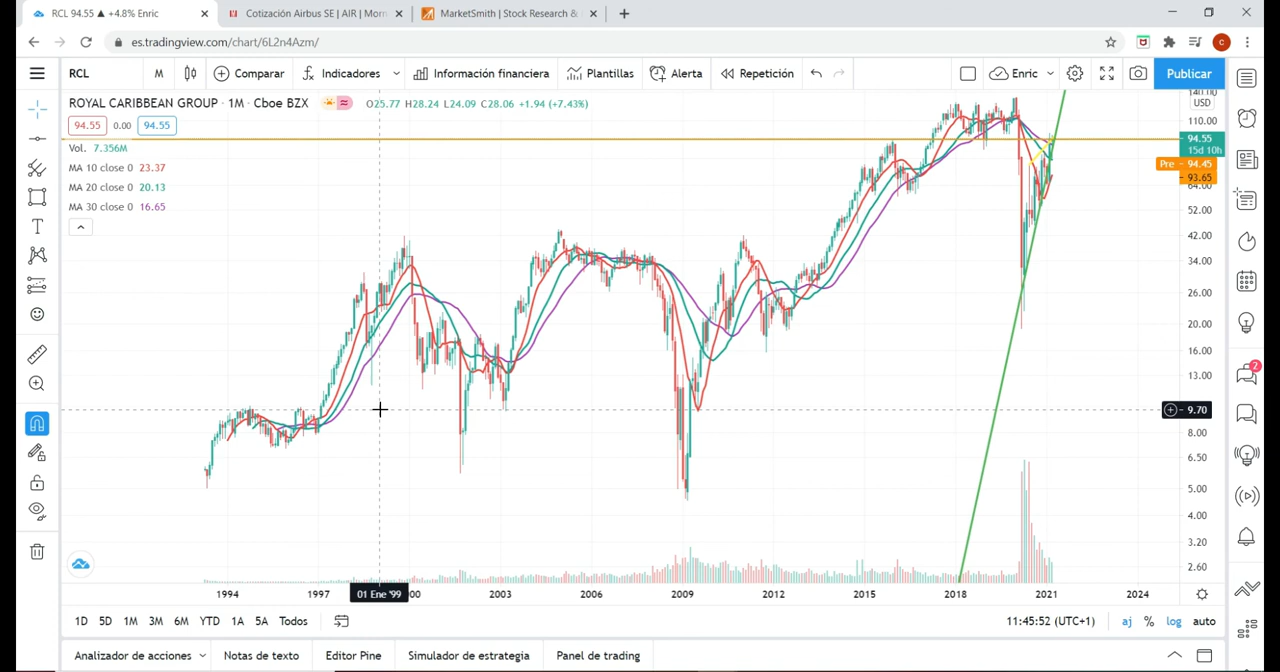 RCL 94.55 ▲ +4.8% Enric
Cotización Airbus SE | AIR | Morn
MarketSmith | Stock Research &
es.tradingview.com/chart/6L2n4Azm/
RCL M Comparar Indicadores Información financiera Plantillas Alerta Repetición Enric Publicar
ROYAL CARIBBEAN GROUP · 1M · Cboe BZX O25.77 H28.24 L24.09 C28.06 +1.94 (+7.43%)
94.55 0.00 94.55
Vol. 7.356M
MA 10 close 0 23.37
MA 20 close 0 20.13
MA 30 close 0 16.65
140.00
USD
110.00
94.55
15d 10h
Pre 94.45
93.65
64.00
52.00
42.00
34.00
26.00
20.00
16.00
13.00
9.70
8.00
6.50
5.00
4.00
3.20
2.60
2
1994 1997 01 Ene '99 00 2003 2006 2009 2012 2015 2018 2021 2024
1D 5D 1M 3M 6M YTD 1A 5A Todos 11:45:52 (UTC+1) aj % log auto
Analizador de acciones Notas de texto Editor Pine Simulador de estrategia Panel de trading